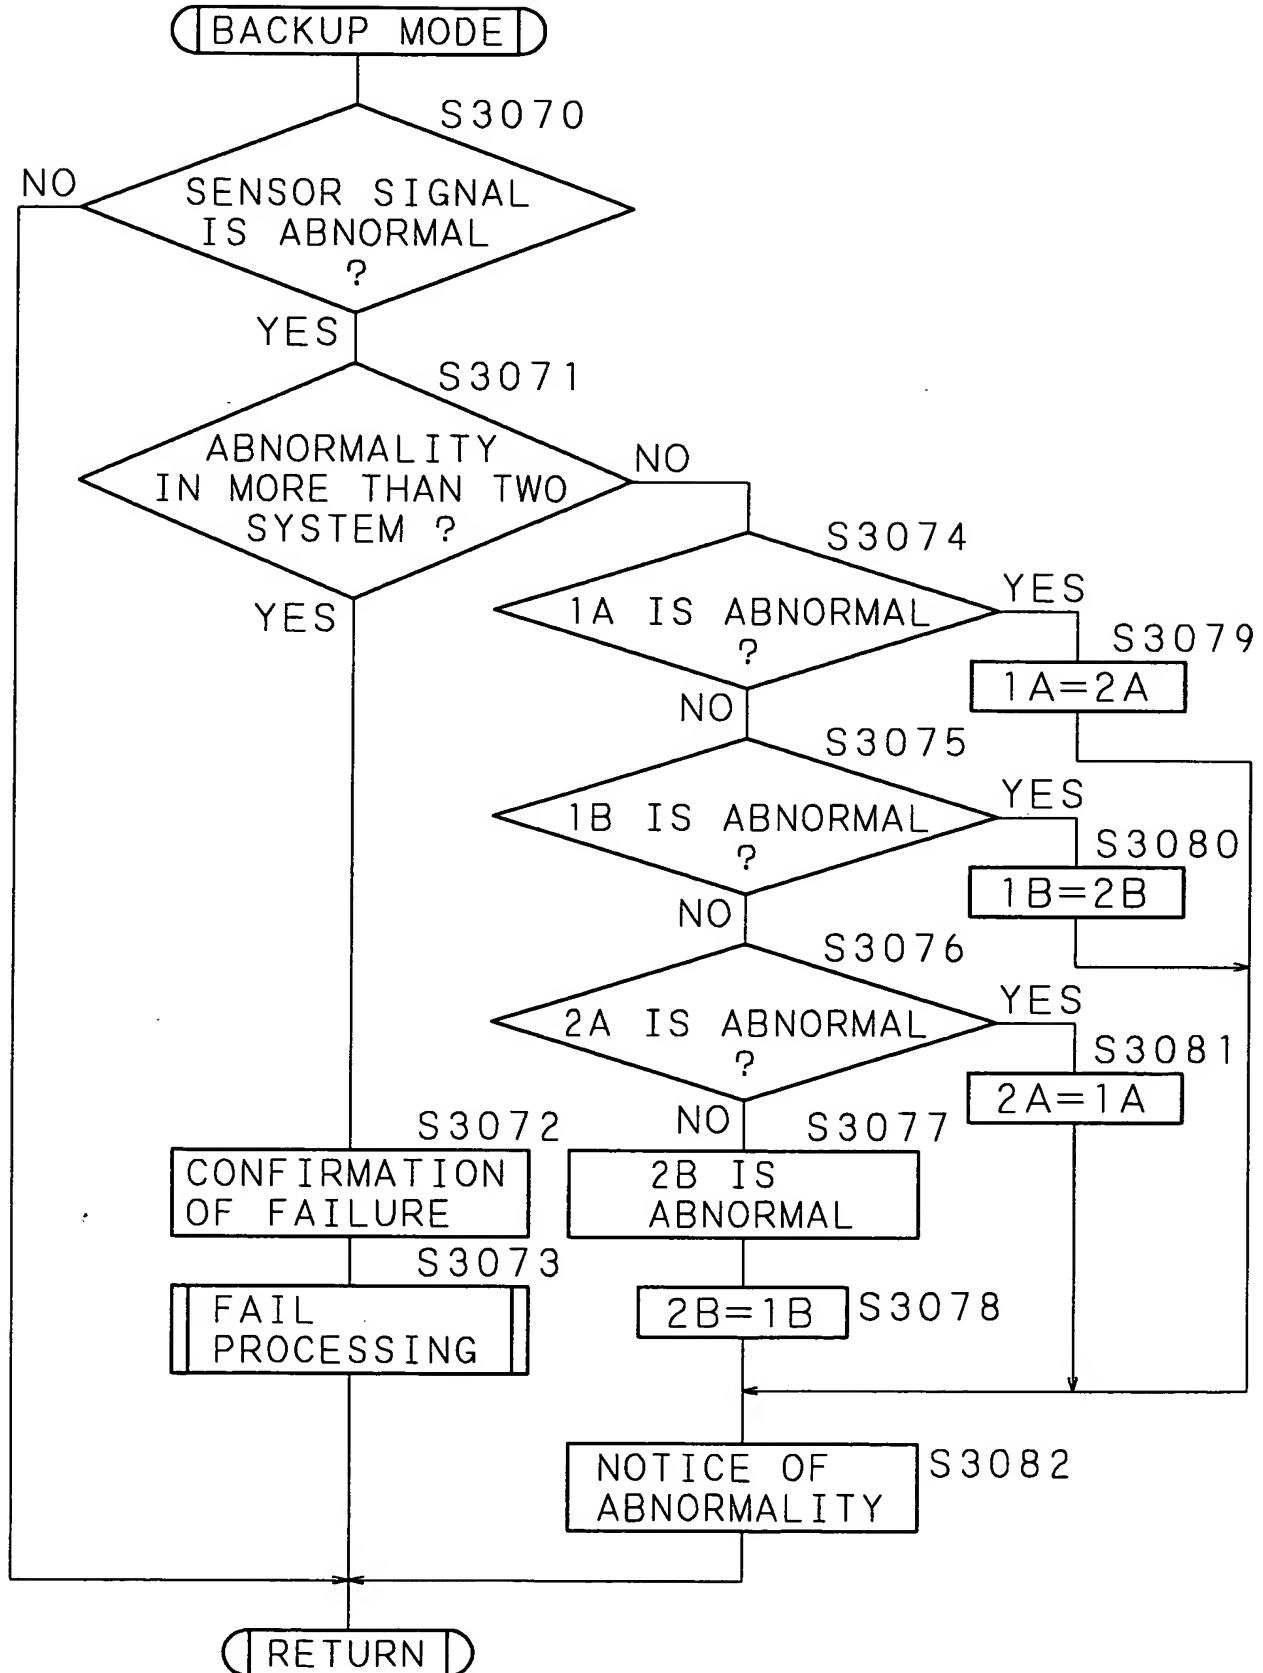 BACKUP MODE
S3070
NO
SENSOR SIGNAL
IS ABNORMAL
?
YES
S3071
ABNORMALITY
IN MORE THAN TWO
SYSTEM ?
NO
YES
S3074
1A IS ABNORMAL
?
YES
S3079
1A=2A
NO
S3075
1B IS ABNORMAL
?
YES
S3080
1B=2B
NO
S3076
2A IS ABNORMAL
?
YES
S3081
2A=1A
NO
S3072
CONFIRMATION
OF FAILURE
S3077
2B IS
ABNORMAL
S3073
FAIL
PROCESSING
2B=1B
S3078
NOTICE OF
ABNORMALITY
S3082
RETURN